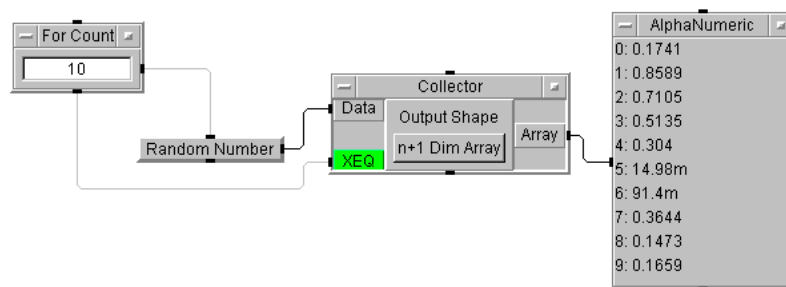 For Count
10
Random Number
Collector
Data
Output Shape
n+1 Dim Array
XEQ
Array
AlphaNumeric
0: 0.1741
1: 0.8589
2: 0.7105
3: 0.5135
4: 0.304
5: 14.98m
6: 91.4m
7: 0.3644
8: 0.1473
9: 0.1659